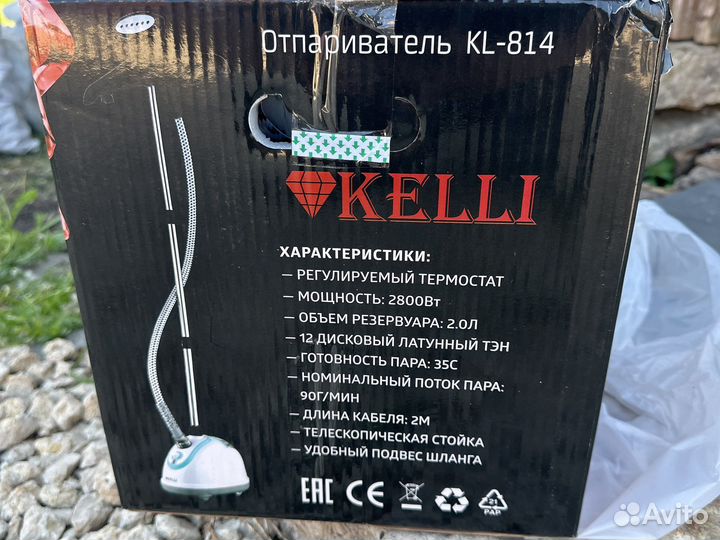 Отпариватель KL-814
KELLI
ХАРАКТЕРИСТИКИ:
— РЕГУЛИРУЕМЫЙ ТЕРМОСТАТ
— МОЩНОСТЬ: 2800Вт
— ОБЪЕМ РЕЗЕРВУАРА: 2.0Л
— 12 ДИСКОВЫЙ ЛАТУННЫЙ ТЭН
— ГОТОВНОСТЬ ПАРА: 35С
— НОМИНАЛЬНЫЙ ПОТОК ПАРА:
90Г/МИН
— ДЛИНА КАБЕЛЯ: 2М
— ТЕЛЕСКОПИЧЕСКАЯ СТОЙКА
— УДОБНЫЙ ПОДВЕС ШЛАНГА
EAC CE
21
PAP
Avito